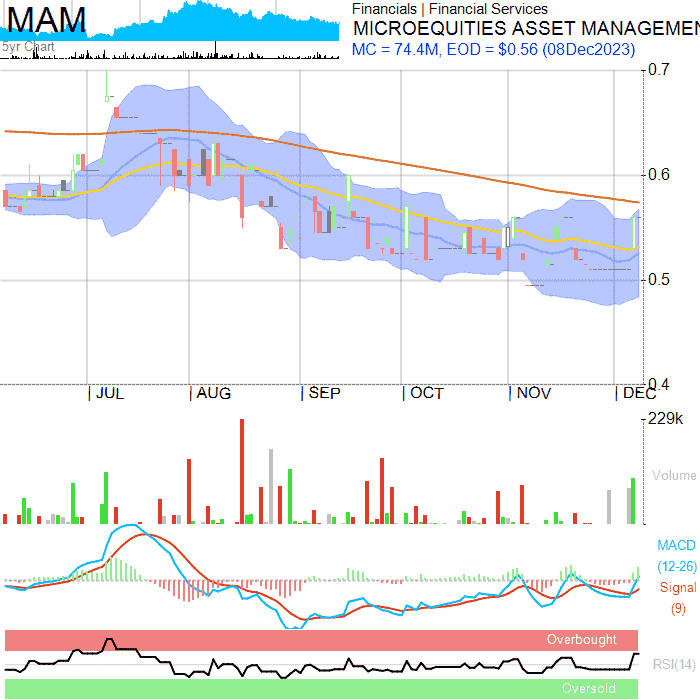 MAM
5yr Chart
Financials | Financial Services
MICROEQUITIES ASSET MANAGEMEN
MC = 74.4M, EOD = $0.56 (08Dec2023)
0.7
0.6
0.5
0.4
| JUL | AUG | SEP | OCT | NOV | DEC
229k
Volume
MACD
(12-26)
Signal
(9)
Overbought
RSI(14)
Oversold